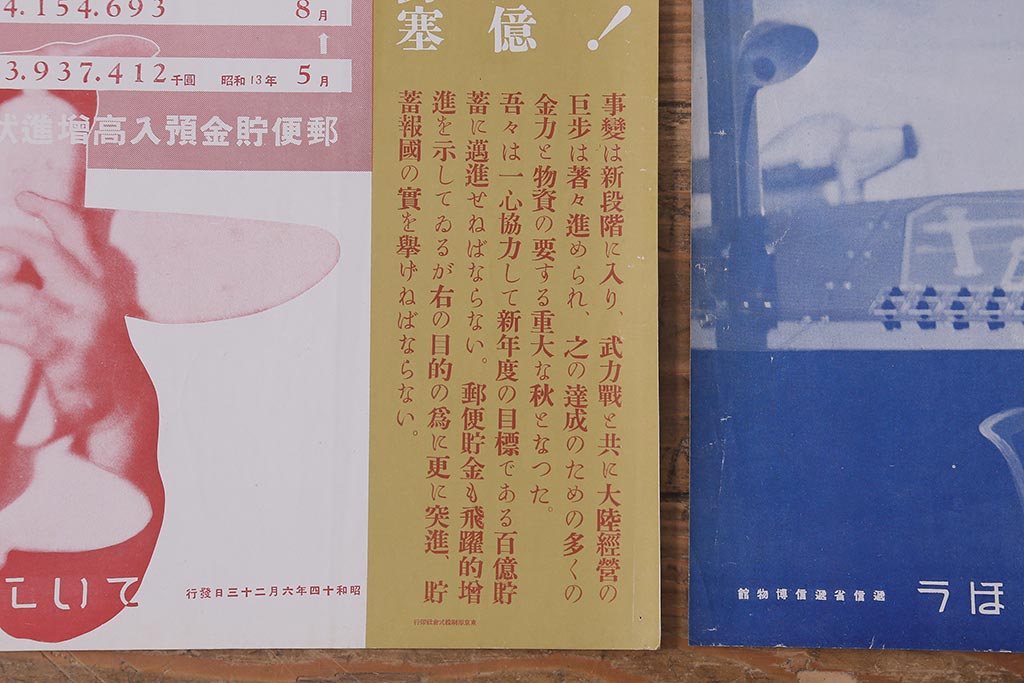 4.154.693 8月
3.937.412千圓 昭和13年 5月
郵便貯金預入高增進狀
昭和十四年六月二十三日發行
億
塞
!
事變は新段階に入り、武力戰と共に大陸經營の
巨步は著々進められ、之の達成のための多くの
金力と物資の要する重大な秋となつた。
吾々は一心協力して新年度の目標である百億貯
蓄に邁進せねばならない。郵便貯金も飛躍的增
進を示してゐるが右の目的の爲に更に突進、貯
蓄報國の實を擧げねばならない。
ほう
遞信省遞信博物館